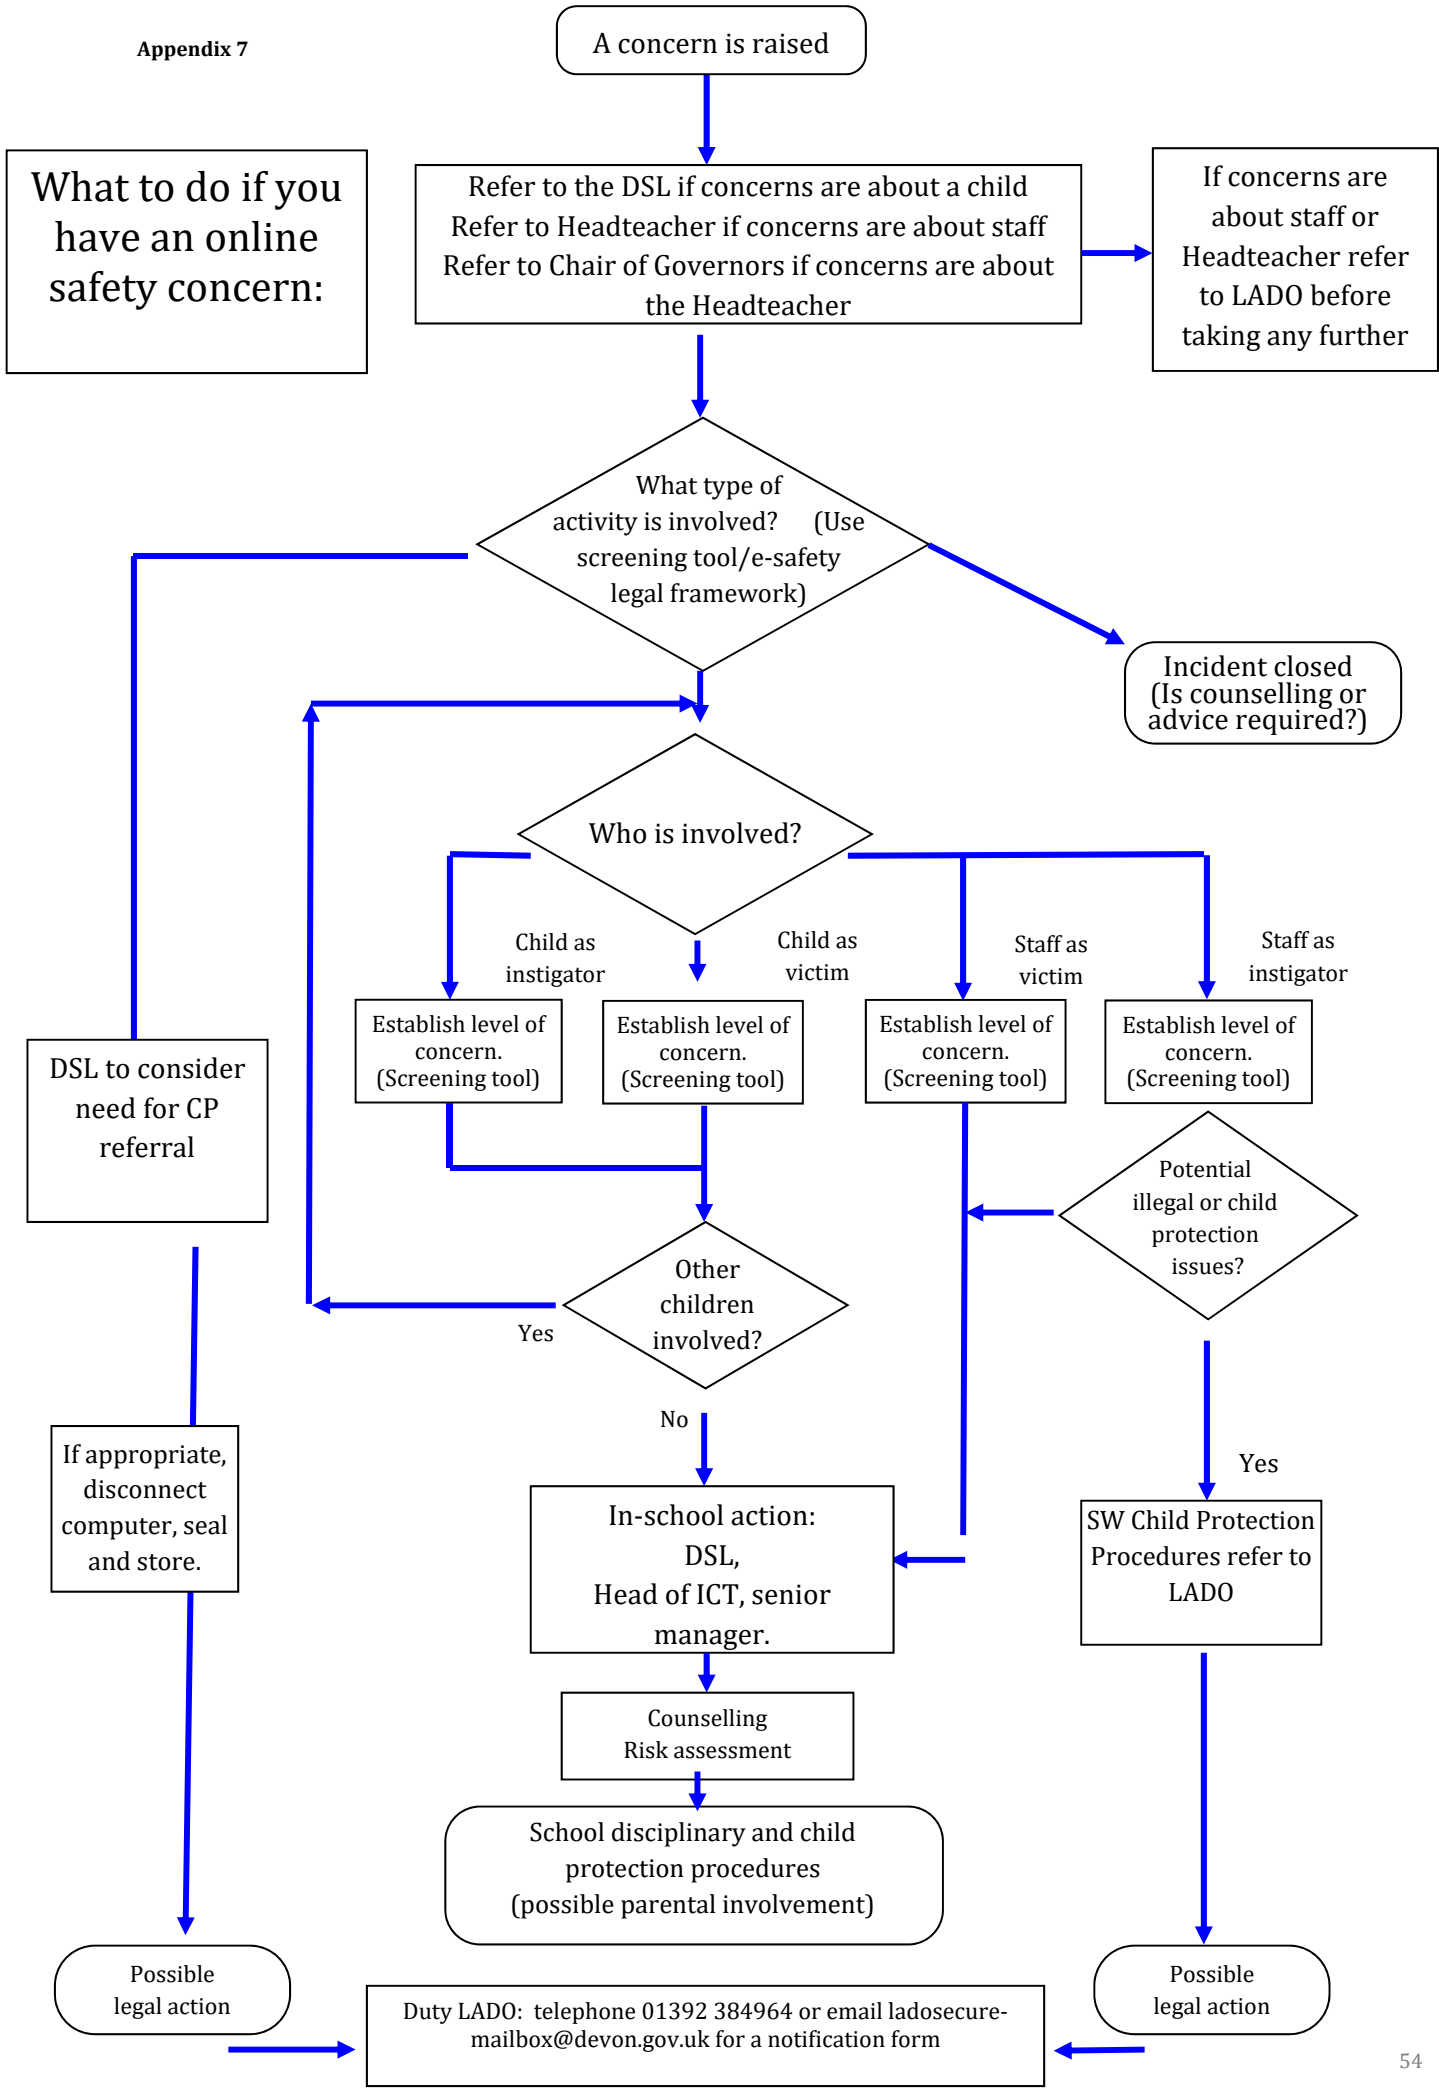 Appendix 7
A concern is raised
What to do if you
have an online
safety concern:
Refer to the DSL if concerns are about a child
Refer to Headteacher if concerns are about staff
Refer to Chair of Governors if concerns are about
the Headteacher
If concerns are
about staff or
Headteacher refer
to LADO before
taking any further
What type of
activity is involved? (Use
screening tool/e-safety
legal framework)
Incident closed
(Is counselling or
advice required?)
Who is involved?
Child as
instigator
Child as
victim
Staff as
victim
Staff as
instigator
Establish level of
concern.
(Screening tool)
Establish level of
concern.
(Screening tool)
Establish level of
concern.
(Screening tool)
Establish level of
concern.
(Screening tool)
DSL to consider
need for CP
referral
Potential
illegal or child
protection
issues?
Other
children
involved?
Yes
No
If appropriate,
disconnect
computer, seal
and store.
Yes
In-school action:
DSL,
Head of ICT, senior
manager.
SW Child Protection
Procedures refer to
LADO
Counselling
Risk assessment
School disciplinary and child
protection procedures
(possible parental involvement)
Possible
legal action
Possible
legal action
Duty LADO: telephone 01392 384964 or email ladosecure-
mailbox@devon.gov.uk for a notification form
54